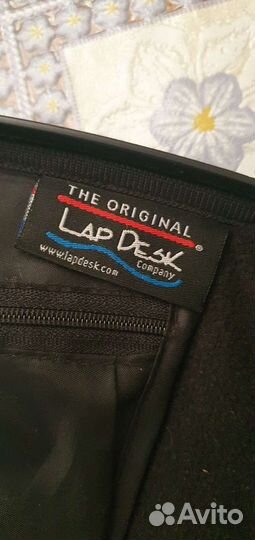 THE ORIGINAL
LAP DESK ®
www.lapdesk.com Company
Avito